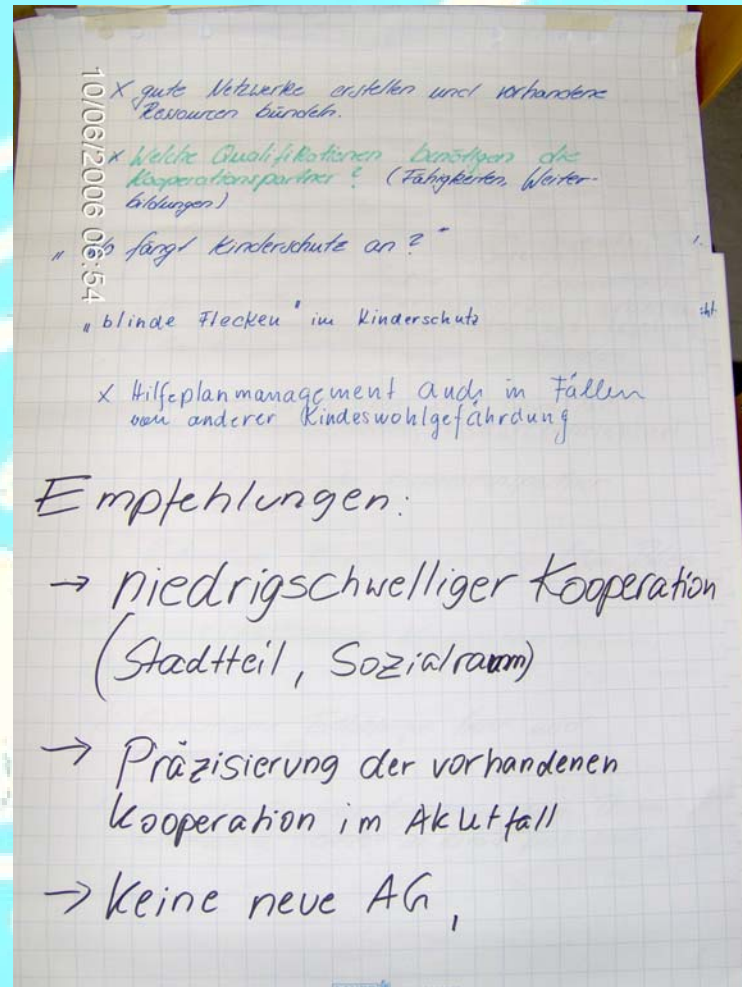 10/06/2006 06:54
x gute Netzwerke erstellen und vorhandene
Ressourcen bündeln.
x Welche Qualifikationen benötigen die
Kooperationspartner? (Fähigkeiten, Weiter-
bildungen)
„Wo fängt Kinderschutz an?"
„blinde Flecken" im Kinderschutz
x Hilfeplanmanagement auch in Fällen
von anderer Kindeswohlgefährdung
Empfehlungen:
→ niedrigschwelliger Kooperation
(Stadtteil, Sozialraum)
→ Präzisierung der vorhandenen
Kooperation im Akutfall
→ Keine neue AG,